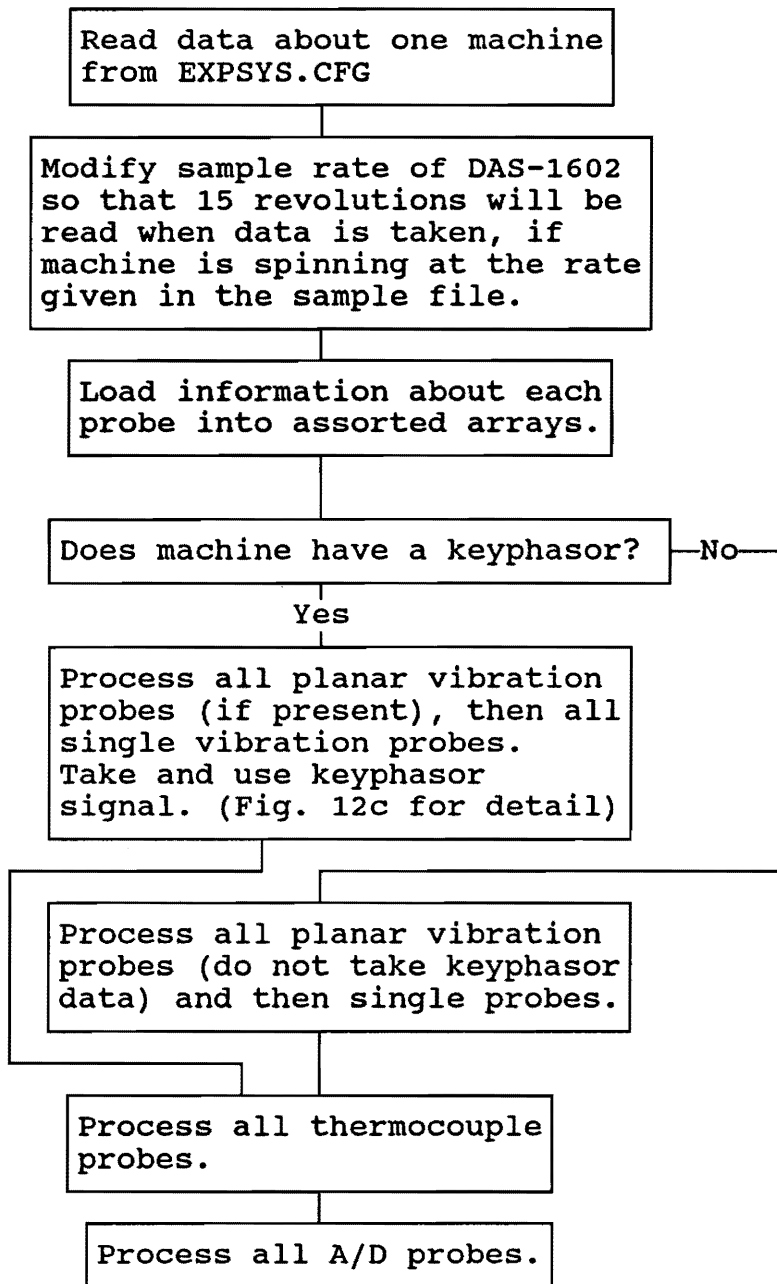 Read data about one machine
from EXPSYS.CFG
Modify sample rate of DAS-1602
so that 15 revolutions will be
read when data is taken, if
machine is spinning at the rate
given in the sample file.
Load information about each
probe into assorted arrays.
Does machine have a keyphasor?
No
Yes
Process all planar vibration
probes (if present), then all
single vibration probes.
Take and use keyphasor
signal. (Fig. 12c for detail)
Process all planar vibration
probes (do not take keyphasor
data) and then single probes.
Process all thermocouple
probes.
Process all A/D probes.